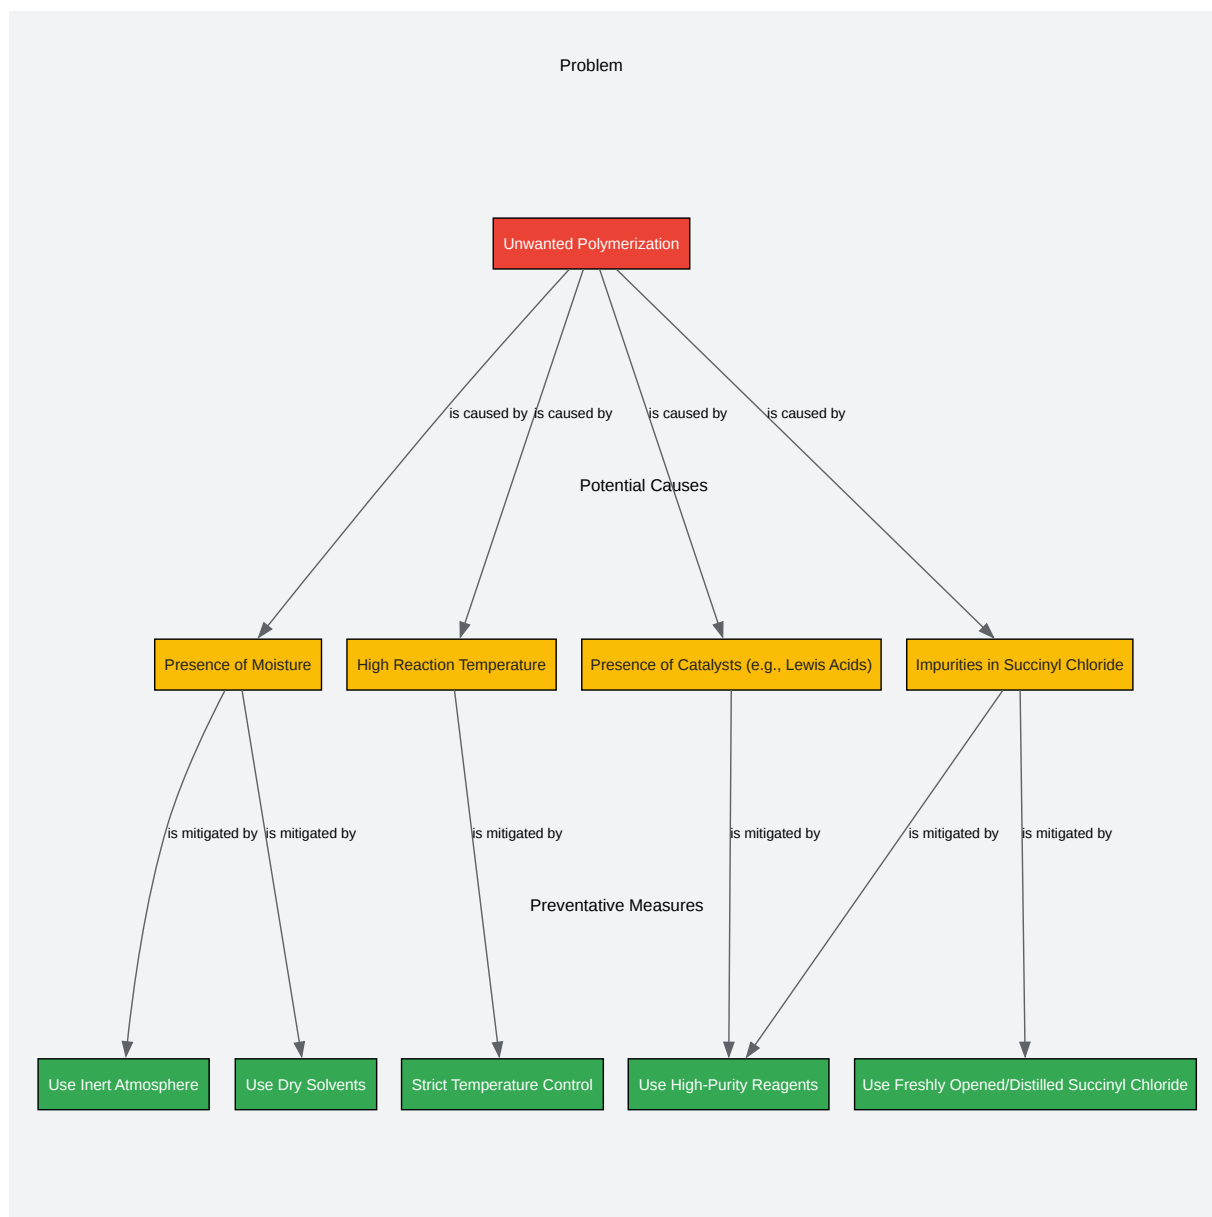 Problem
Unwanted Polymerization
is caused by
is caused by
is caused by
is caused by
Potential Causes
Presence of Moisture
High Reaction Temperature
Presence of Catalysts (e.g., Lewis Acids)
Impurities in Succinyl Chloride
is mitigated by
is mitigated by
is mitigated by
is mitigated by
is mitigated by
is mitigated by
Preventative Measures
Use Inert Atmosphere
Use Dry Solvents
Strict Temperature Control
Use High-Purity Reagents
Use Freshly Opened/Distilled Succinyl Chloride